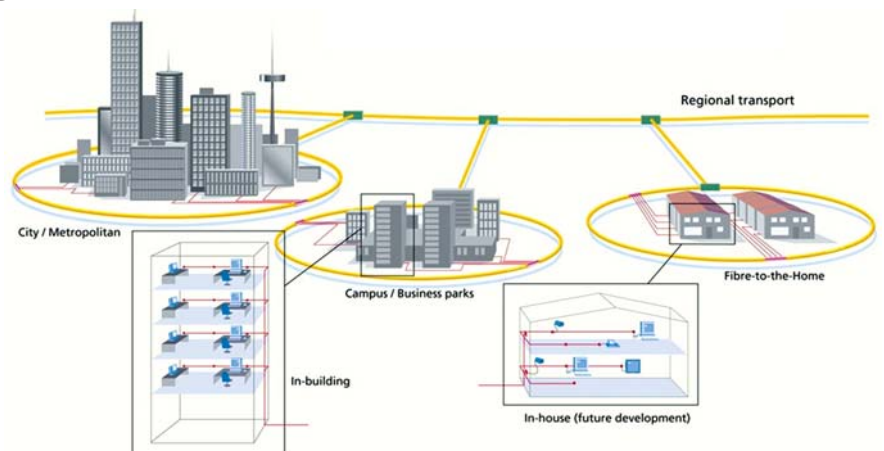 Regional transport
City / Metropolitan
Campus / Business parks
Fibre-to-the-Home
In-building
In-house (future development)